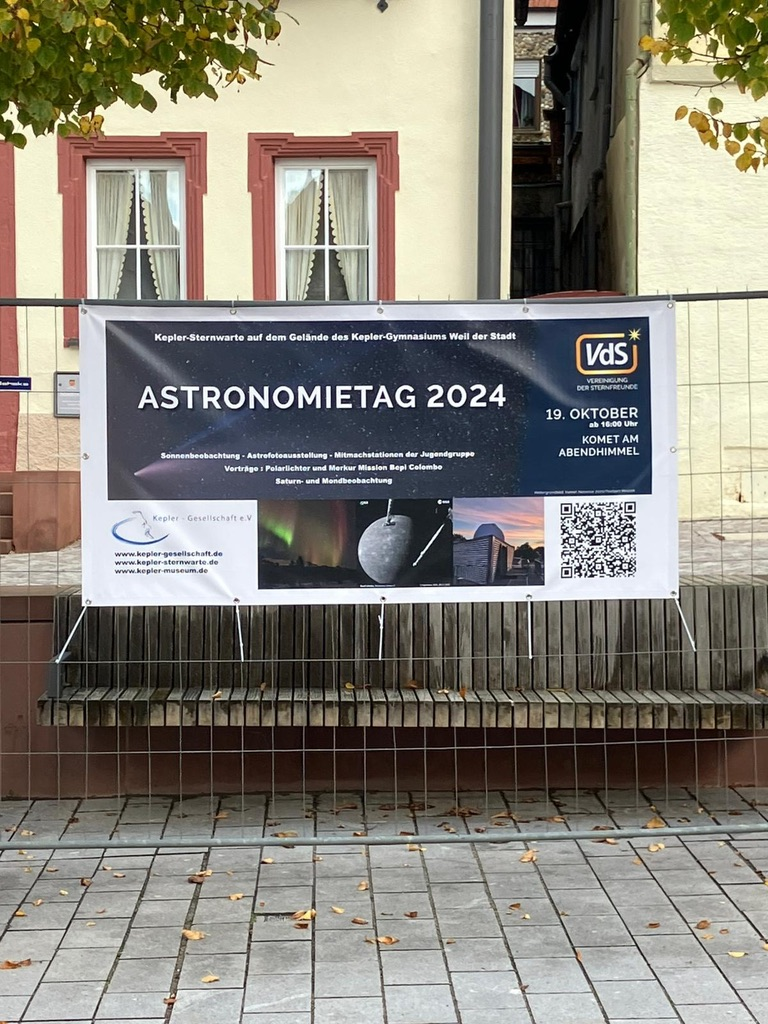 Kepler-Sternwarte auf dem Gelände des Kepler-Gymnasiums Weil der Stadt
VdS
VEREINIGUNG
DER STERNFREUNDE
ASTRONOMIETAG 2024
19. OKTOBER
ab 16:00 Uhr
KOMET AM
ABENDHIMMEL
Sonnenbeobachtung - Astrofotoausstellung - Mitmachstationen der Jugendgruppe
Vorträge : Polarlichter und Merkur Mission Bepi Colombo
Saturn- und Mondbeobachtung
Kepler - Gesellschaft e.V
www.kepler-gesellschaft.de
www.kepler-sternwarte.de
www.kepler-museum.de